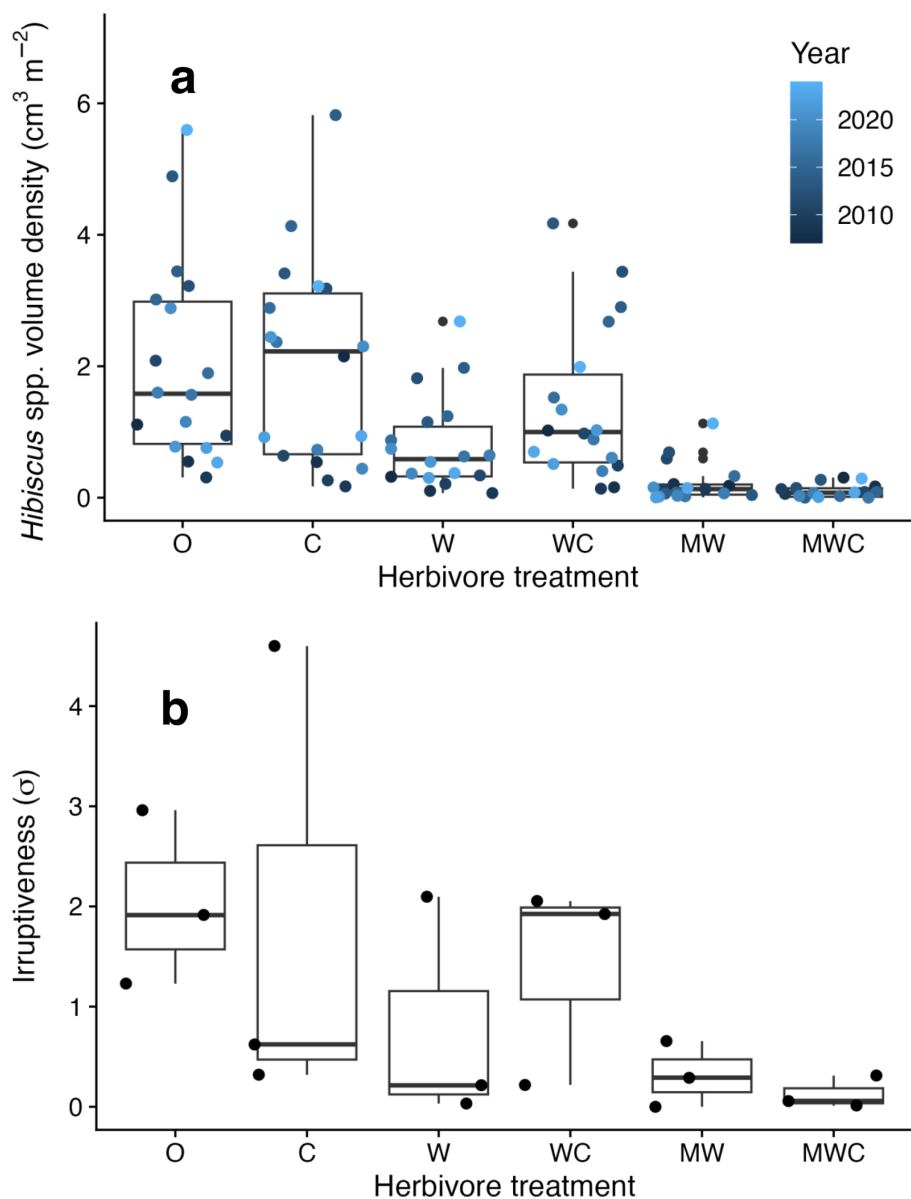 a
Hibiscus spp. volume density (cm³ m⁻²)
6
4
2
0
Year
2020
2015
2010
O C W WC MW MWC
Herbivore treatment
b
Irruptiveness (σ)
4
3
2
1
0
O C W WC MW MWC
Herbivore treatment